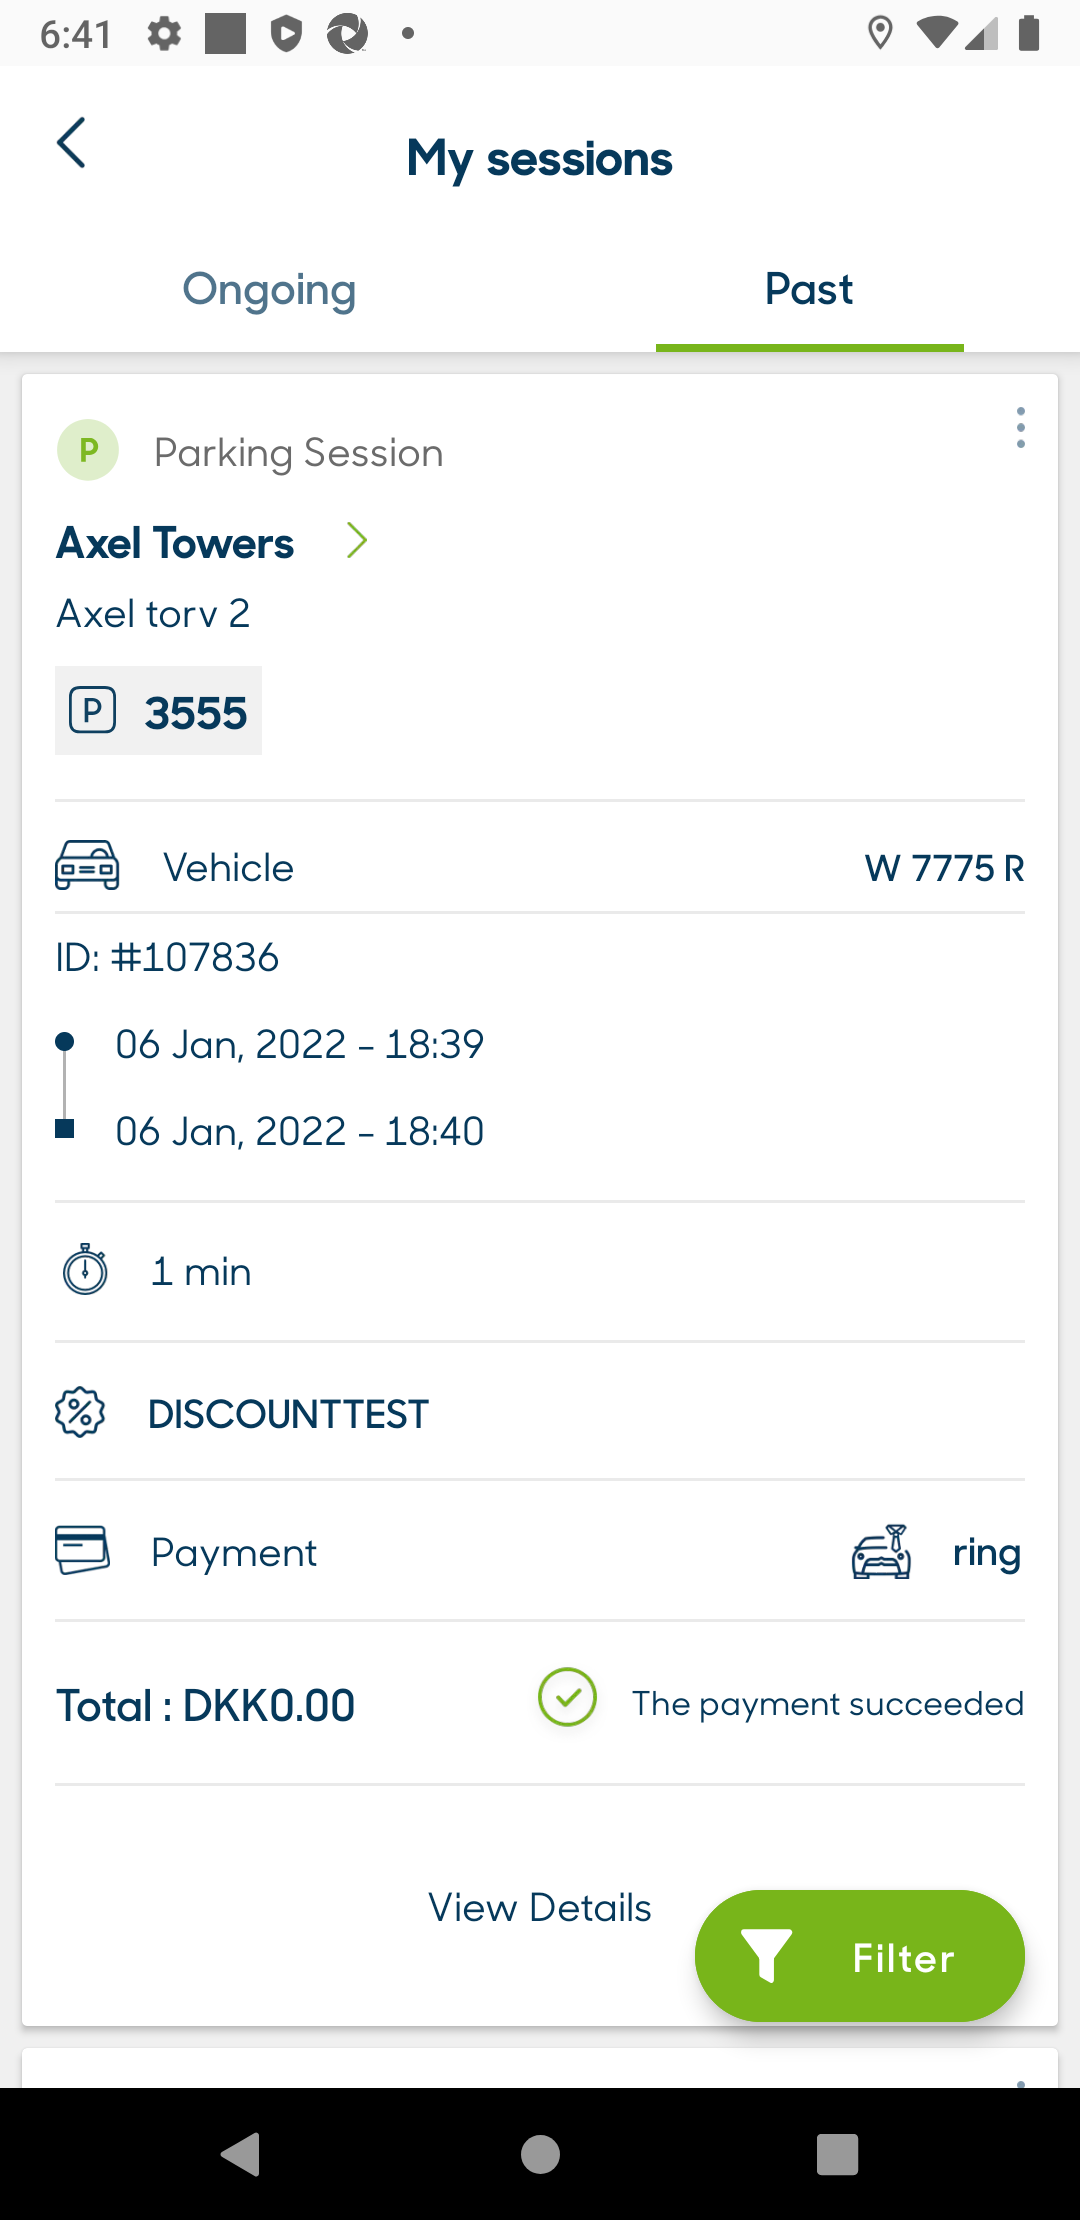 6:41
My sessions
Ongoing
Past
P
Parking Session
Axel Towers
Axel torv 2
P
3555
Vehicle
W 7775 R
ID: #107836
06 Jan, 2022 - 18:39
06 Jan, 2022 - 18:40
1 min
DISCOUNTTEST
Payment
ring
Total : DKK0.00
The payment succeeded
View Details
Filter